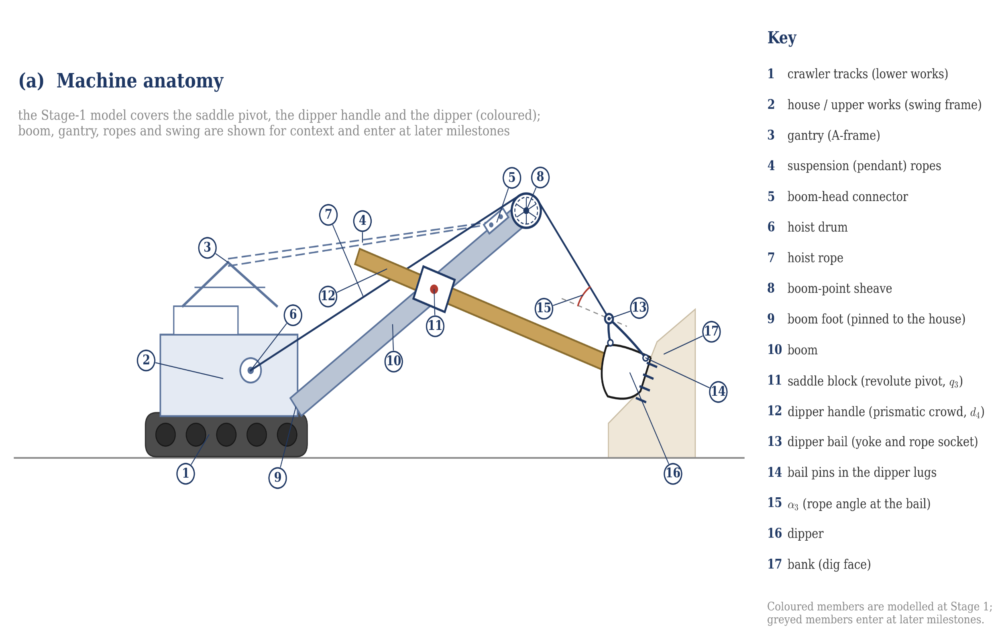 (a) Machine anatomy
the Stage-1 model covers the saddle pivot, the dipper handle and the dipper (coloured);
boom, gantry, ropes and swing are shown for context and enter at later milestones
5
8
7
4
3
12
6
15
13
11
17
2
10
14
1
9
16
Key
1 crawler tracks (lower works)
2 house / upper works (swing frame)
3 gantry (A-frame)
4 suspension (pendant) ropes
5 boom-head connector
6 hoist drum
7 hoist rope
8 boom-point sheave
9 boom foot (pinned to the house)
10 boom
11 saddle block (revolute pivot, q₃)
12 dipper handle (prismatic crowd, d₄)
13 dipper bail (yoke and rope socket)
14 bail pins in the dipper lugs
15 α₃ (rope angle at the bail)
16 dipper
17 bank (dig face)
Coloured members are modelled at Stage 1;
greyed members enter at later milestones.